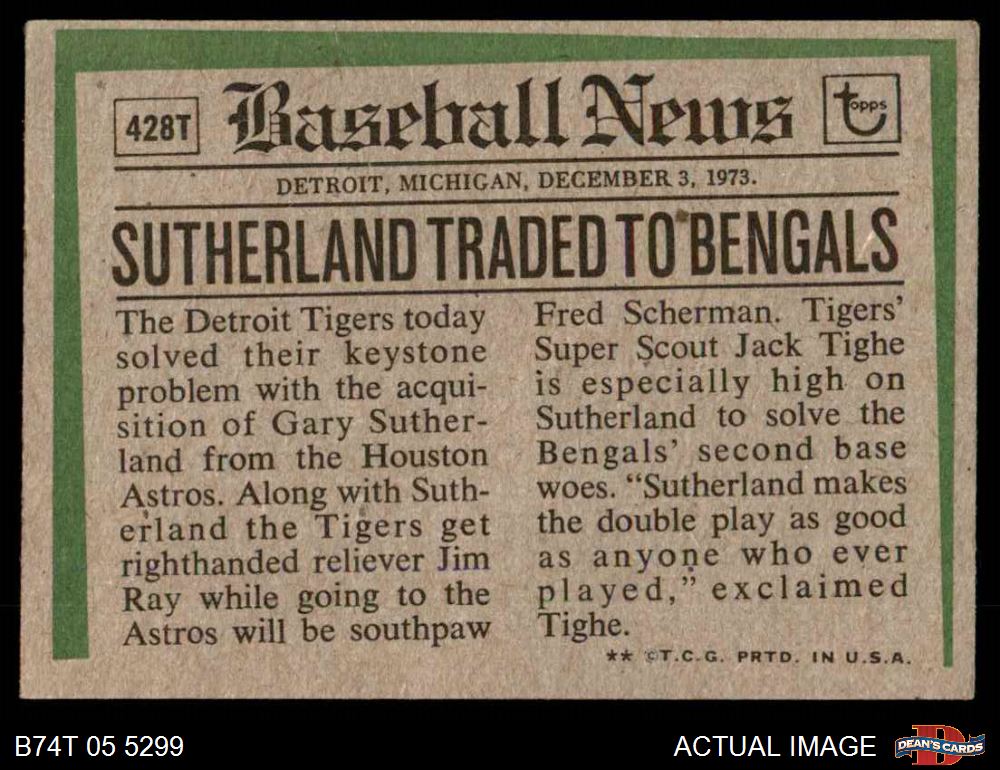 428T
Baseball News
Topps
DETROIT, MICHIGAN, DECEMBER 3, 1973.
SUTHERLAND TRADED TO BENGALS
The Detroit Tigers today
solved their keystone
problem with the acqui-
sition of Gary Suther-
land from the Houston
Astros. Along with Suth-
erland the Tigers get
righthanded reliever Jim
Ray while going to the
Astros will be southpaw
Fred Scherman. Tigers'
Super Scout Jack Tighe
is especially high on
Sutherland to solve the
Bengals' second base
woes. “Sutherland makes
the double play as good
as anyone who ever
played,” exclaimed
Tighe.
** ©T.C.G. PRTD. IN U.S.A.
B74T 05 5299
ACTUAL IMAGE
D
DEAN'S CARDS